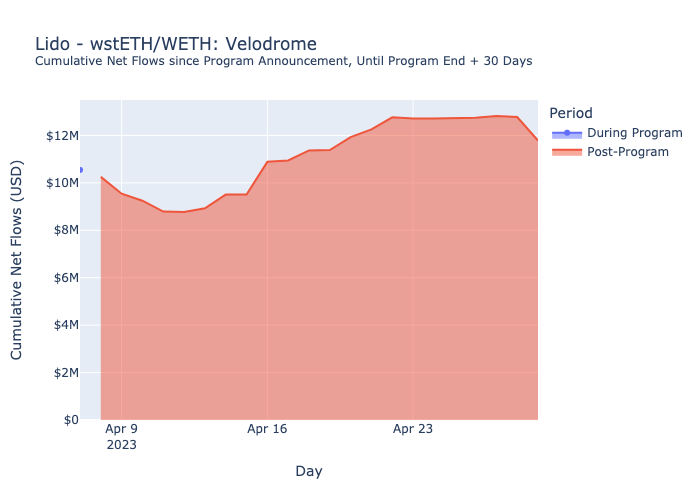 Lido - wstETH/WETH: Velodrome
Cumulative Net Flows since Program Announcement, Until Program End + 30 Days
Period
During Program
Post-Program
Cumulative Net Flows (USD)
$12M
$10M
$8M
$6M
$4M
$2M
$0
Apr 9
2023
Apr 16
Apr 23
Day